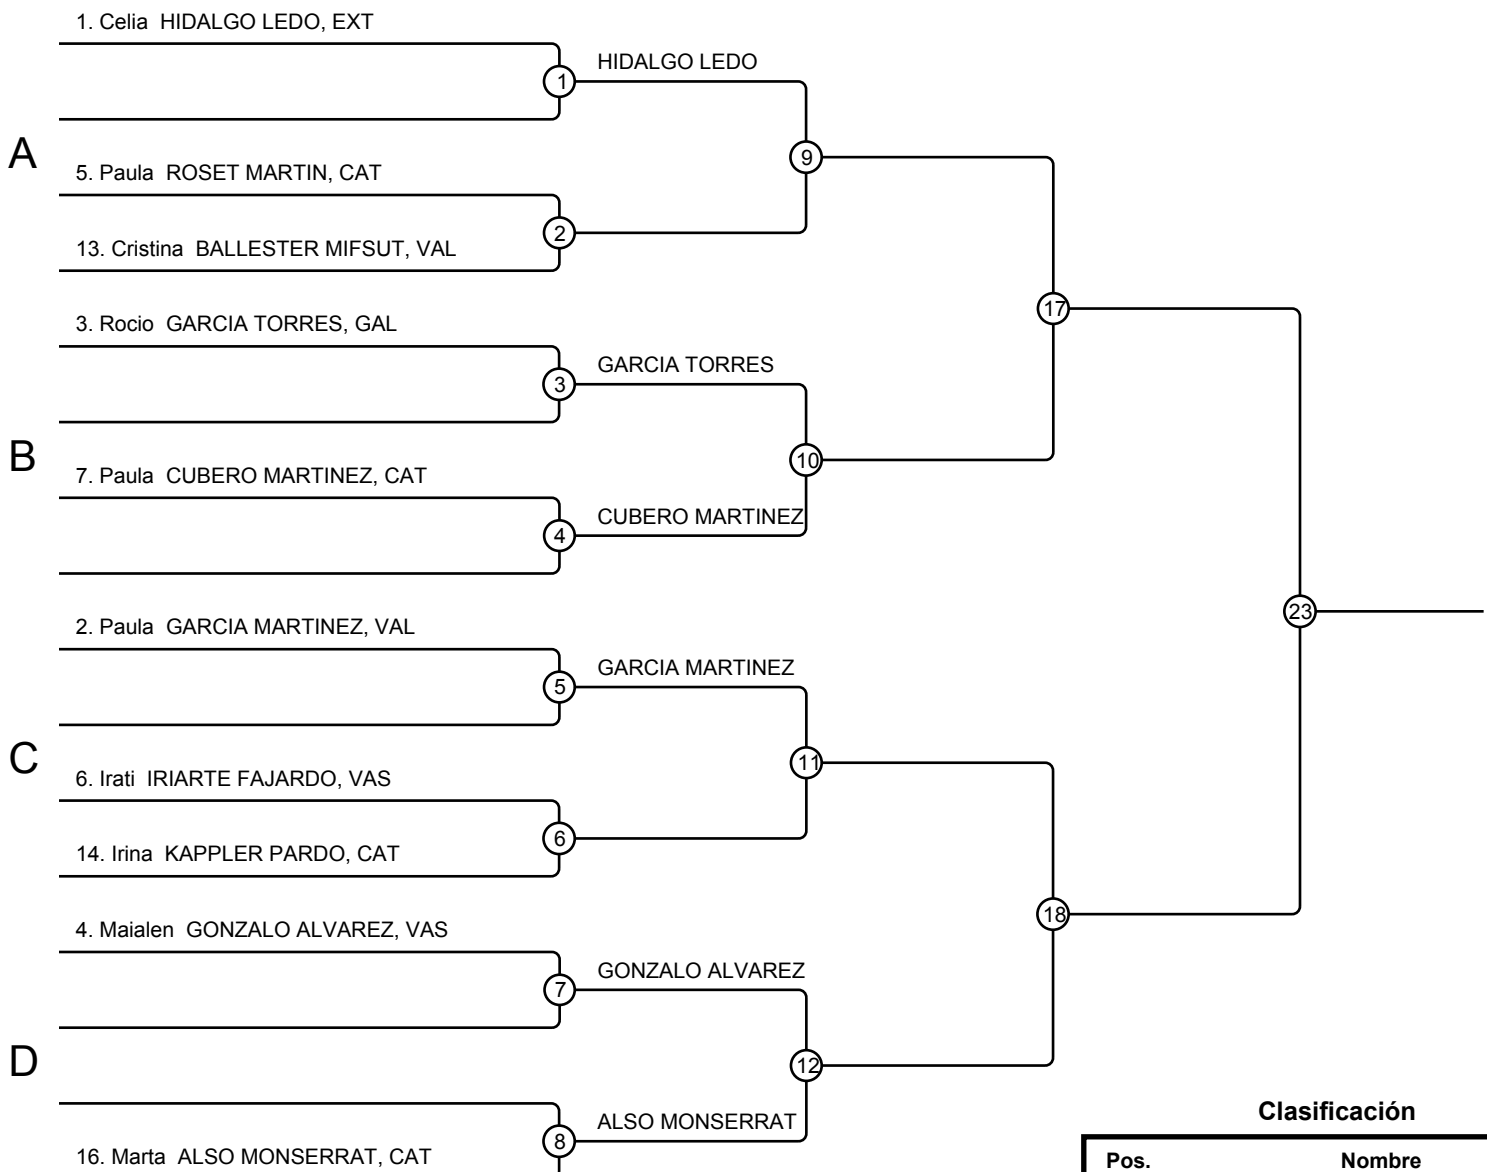 1. Celia  HIDALGO LEDO, EXT
1
HIDALGO LEDO
A
9
5. Paula  ROSET MARTIN, CAT
2
13. Cristina  BALLESTER MIFSUT, VAL
17
3. Rocio  GARCIA TORRES, GAL
3
GARCIA TORRES
B
10
7. Paula  CUBERO MARTINEZ, CAT
4
CUBERO MARTINEZ
23
2. Paula  GARCIA MARTINEZ, VAL
5
GARCIA MARTINEZ
C
11
6. Irati  IRIARTE FAJARDO, VAS
6
14. Irina  KAPPLER PARDO, CAT
18
4. Maialen  GONZALO ALVAREZ, VAS
7
GONZALO ALVAREZ
D
12
8
ALSO MONSERRAT
16. Marta  ALSO MONSERRAT, CAT
Clasificación
Pos. Nombre